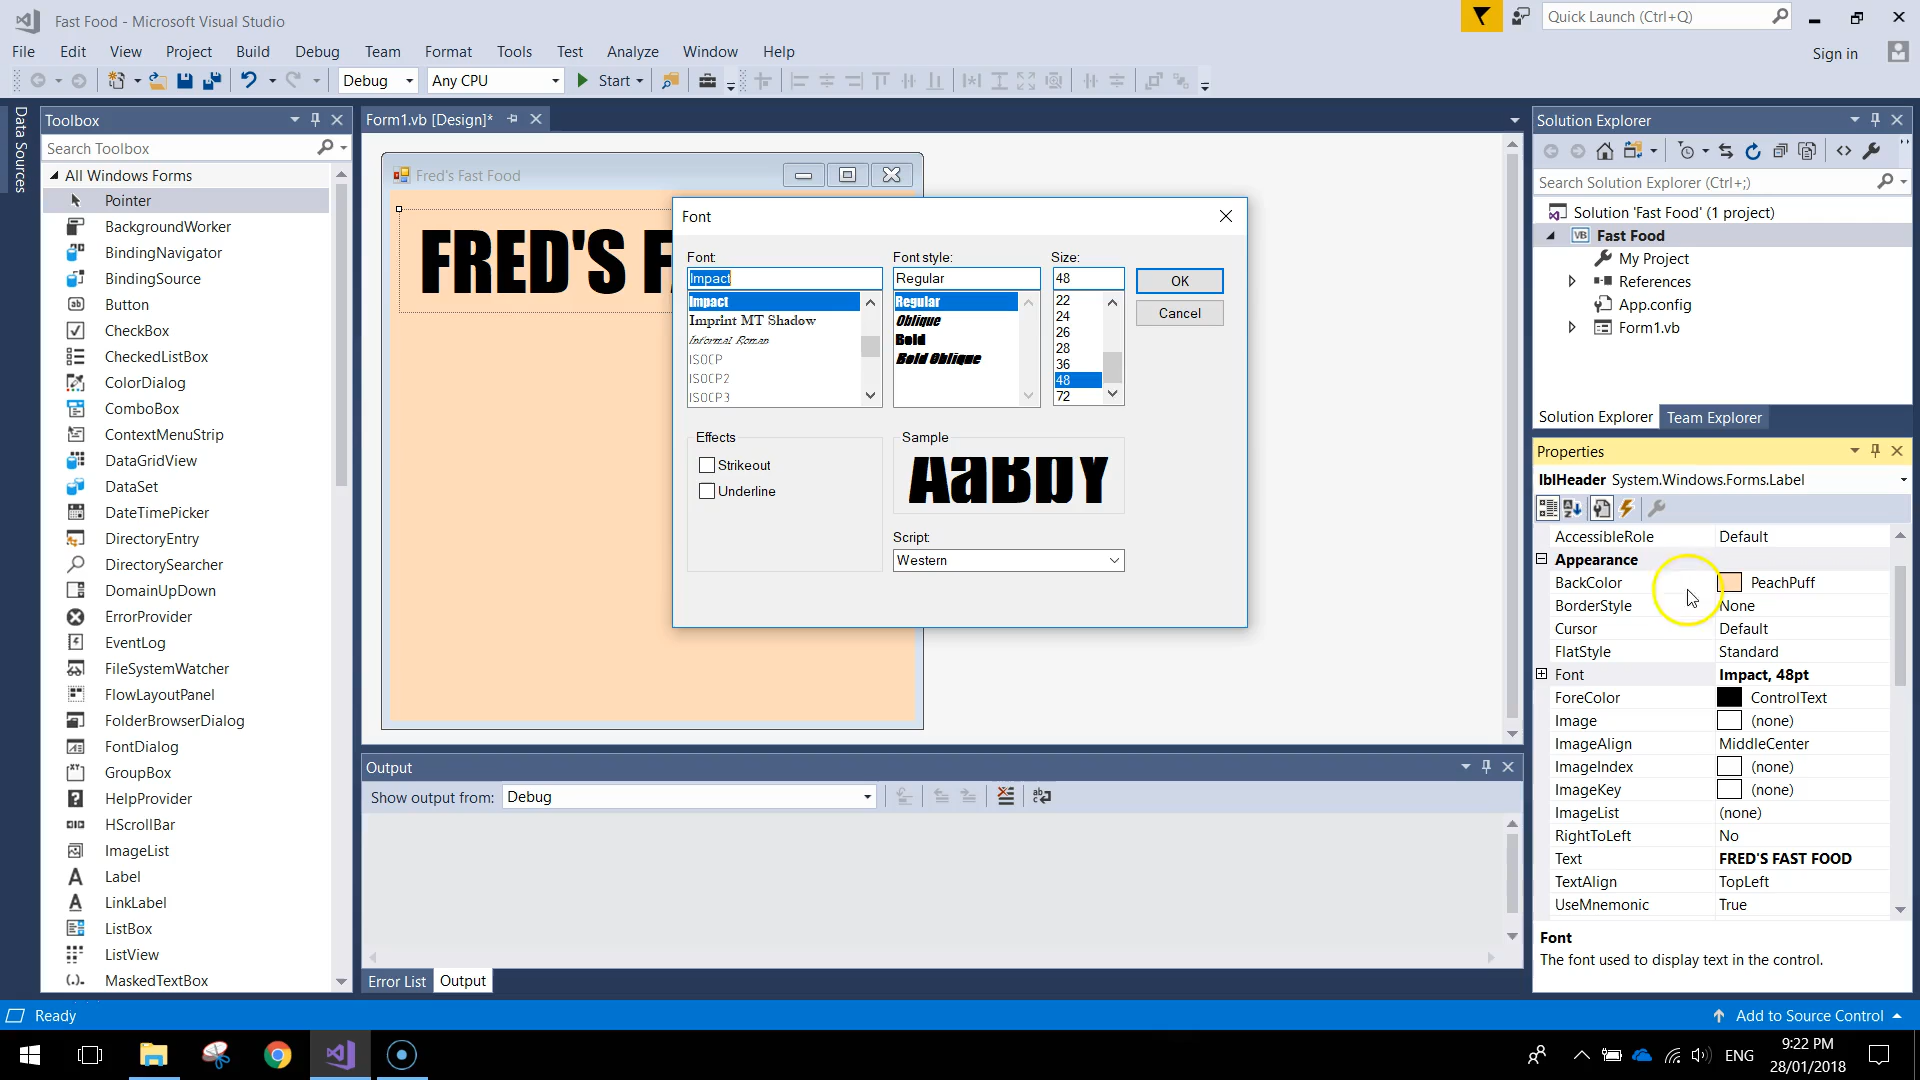 Fast Food - Microsoft Visual Studio
Quick Launch (Ctrl+Q)
File Edit View Project Build Debug Team Format Tools Test Analyze Window Help
Sign in
Debug Any CPU Start
Data Sources
Toolbox
Search Toolbox
All Windows Forms
Pointer
BackgroundWorker
BindingNavigator
BindingSource
Button
CheckBox
CheckedListBox
ColorDialog
ComboBox
ContextMenuStrip
DataGridView
DataSet
DateTimePicker
DirectoryEntry
DirectorySearcher
DomainUpDown
ErrorProvider
EventLog
FileSystemWatcher
FlowLayoutPanel
FolderBrowserDialog
FontDialog
GroupBox
HelpProvider
HScrollBar
ImageList
Label
LinkLabel
ListBox
ListView
MaskedTextBox
Form1.vb [Design]*
Fred's Fast Food
FRED'S F
Font
Font:
Impact
Impact
Imprint MT Shadow
Informal Roman
ISOCP
ISOCP2
ISOCP3
Font style:
Regular
Regular
Oblique
Bold
Bold Oblique
Size:
48
22
24
26
28
36
48
72
OK
Cancel
Effects
Strikeout
Underline
Sample
AaBbYy
Script:
Western
Output
Show output from: Debug
Error List Output
Solution Explorer
Search Solution Explorer (Ctrl+;)
Solution 'Fast Food' (1 project)
VB Fast Food
My Project
References
App.config
Form1.vb
Solution Explorer Team Explorer
Properties
lblHeader System.Windows.Forms.Label
AccessibleRole Default
Appearance
BackColor PeachPuff
BorderStyle None
Cursor Default
FlatStyle Standard
Font Impact, 48pt
ForeColor ControlText
Image (none)
ImageAlign MiddleCenter
ImageIndex (none)
ImageKey (none)
ImageList (none)
RightToLeft No
Text FRED'S FAST FOOD
TextAlign TopLeft
UseMnemonic True
Font
The font used to display text in the control.
Ready
Add to Source Control
ENG
9:22 PM
28/01/2018